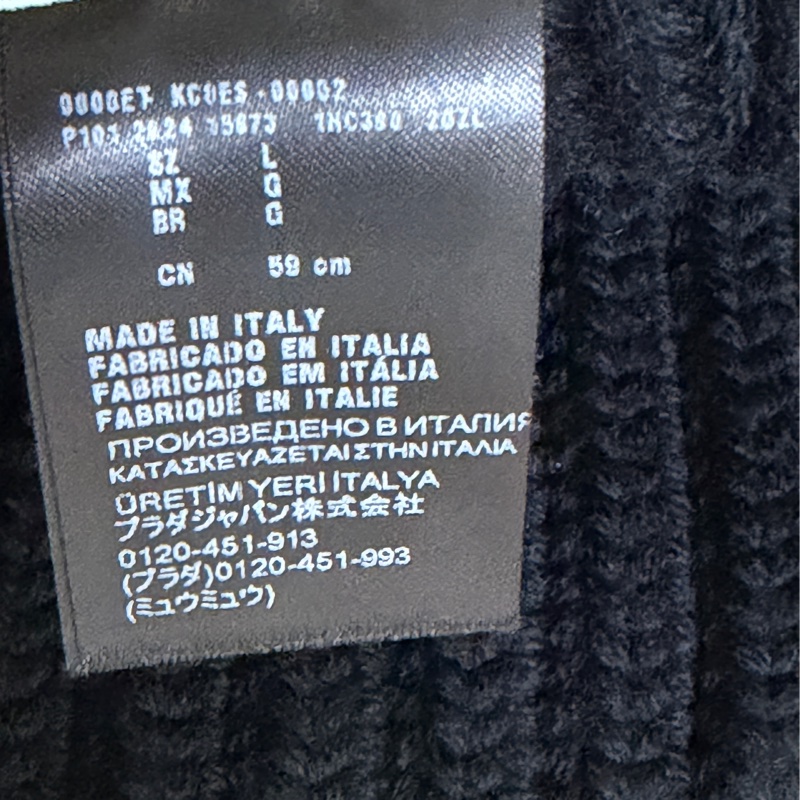 SZ L
MX G
BR G
CN 59 cm
MADE IN ITALY
FABRICADO EN ITALIA
FABRICADO EM ITÁLIA
FABRIQUÉ EN ITALIE
ПРОИЗВЕДЕНО В ИТАЛИЯ
ΚΑΤΑΣΚΕΥΑΖΕΤΑΙ ΣΤΗΝ ΙΤΑΛΙΑ
ÜRETİM YERİ İTALYA
プラダジャパン株式会社
0120-451-913
(プラダ)0120-451-993
(ミュウミュウ)